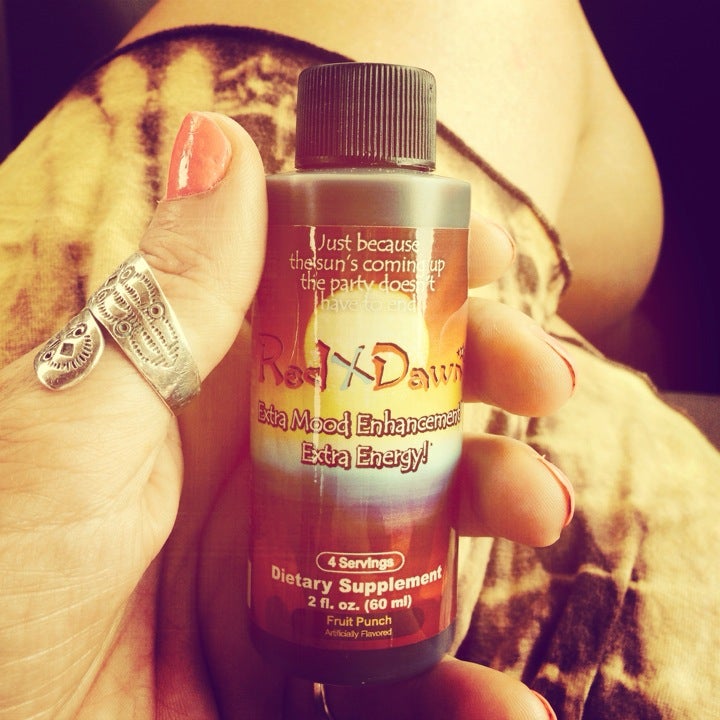 Just because
the sun's coming up
the party doesn't
have to end
Red X Dawn
Extra Mood Enhancement
Extra Energy!
4 Servings
Dietary Supplement
2 fl. oz. (60 ml)
Fruit Punch
Artificially Flavored